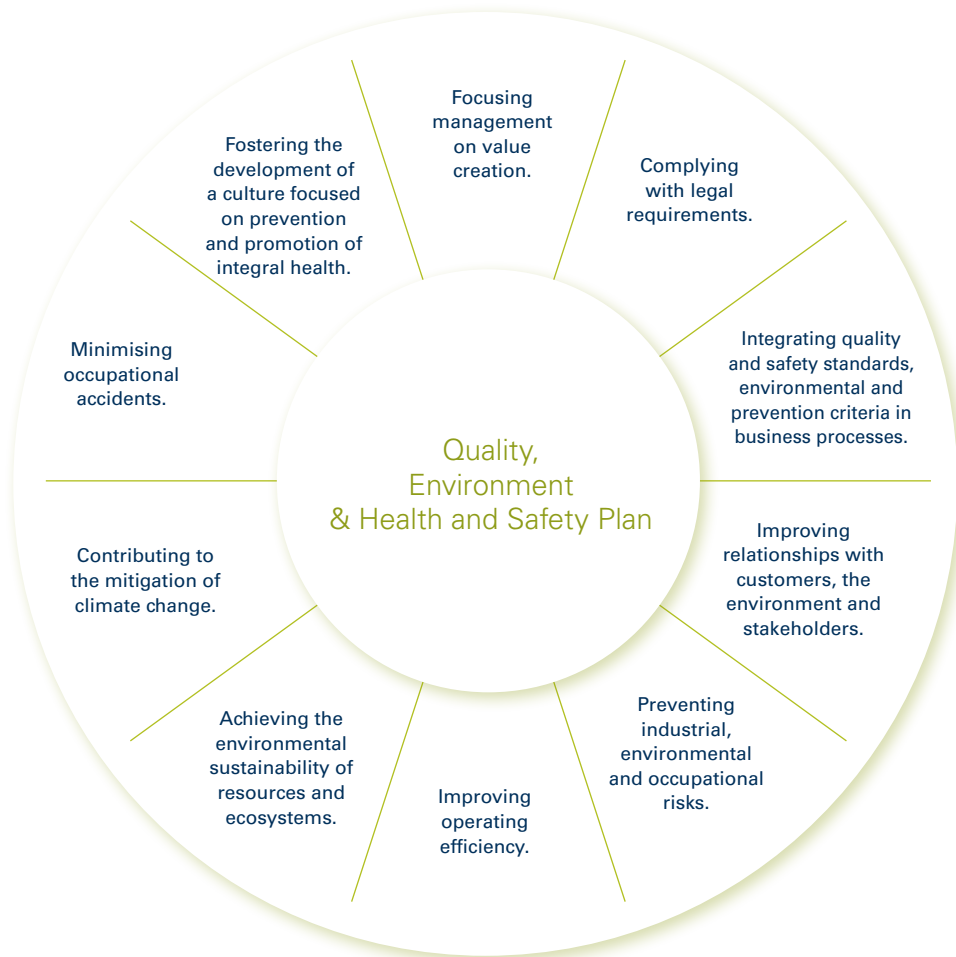 Focusing
management
on value
creation.
Complying
with legal
requirements.
Integrating quality
and safety standards,
environmental and
prevention criteria in
business processes.
Improving
relationships with
customers, the
environment and
stakeholders.
Preventing
industrial,
environmental
and occupational
risks.
Improving
operating
efficiency.
Achieving the
environmental
sustainability of
resources and
ecosystems.
Contributing to
the mitigation of
climate change.
Minimising
occupational
accidents.
Fostering the
development of
a culture focused
on prevention
and promotion of
integral health.
Quality,
Environment
& Health and Safety Plan